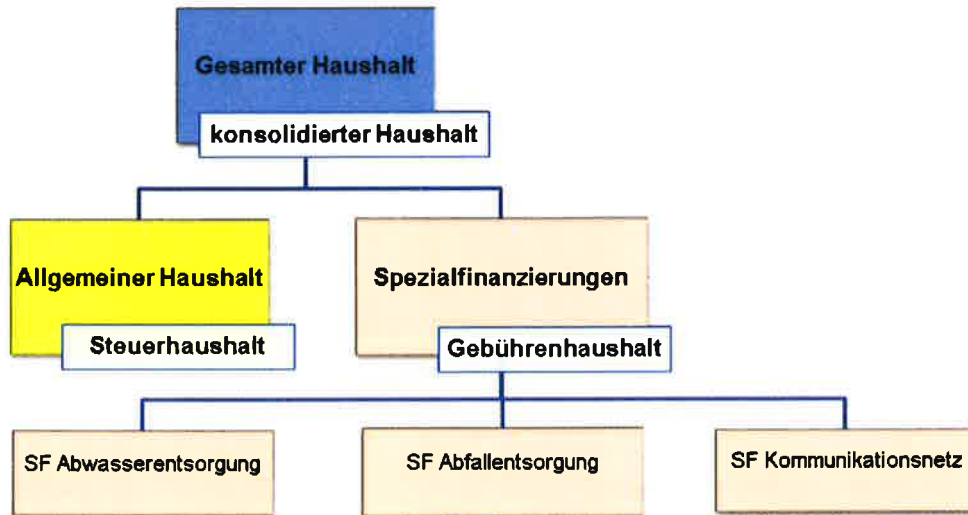 Gesamter Haushalt
konsolidierter Haushalt
Allgemeiner Haushalt
Steuerhaushalt
Spezialfinanzierungen
Gebührenhaushalt
SF Abwasserentsorgung
SF Abfallentsorgung
SF Kommunikationsnetz